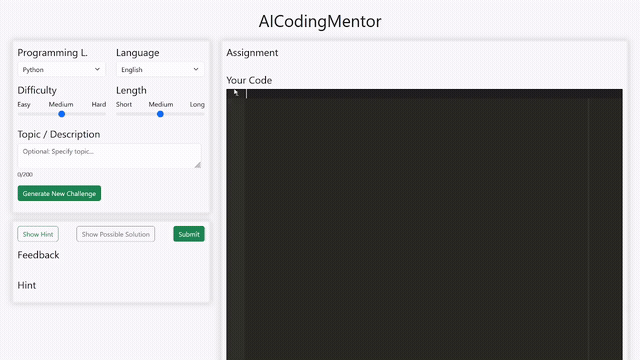 AICodingMentor
Programming L.
Language
Python
English
Difficulty
Length
Easy Medium Hard
Short Medium Long
Topic / Description
Optional: Specify topic...
0/200
Generate New Challenge
Show Hint
Show Possible Solution
Submit
Feedback
Hint
Assignment
Your Code